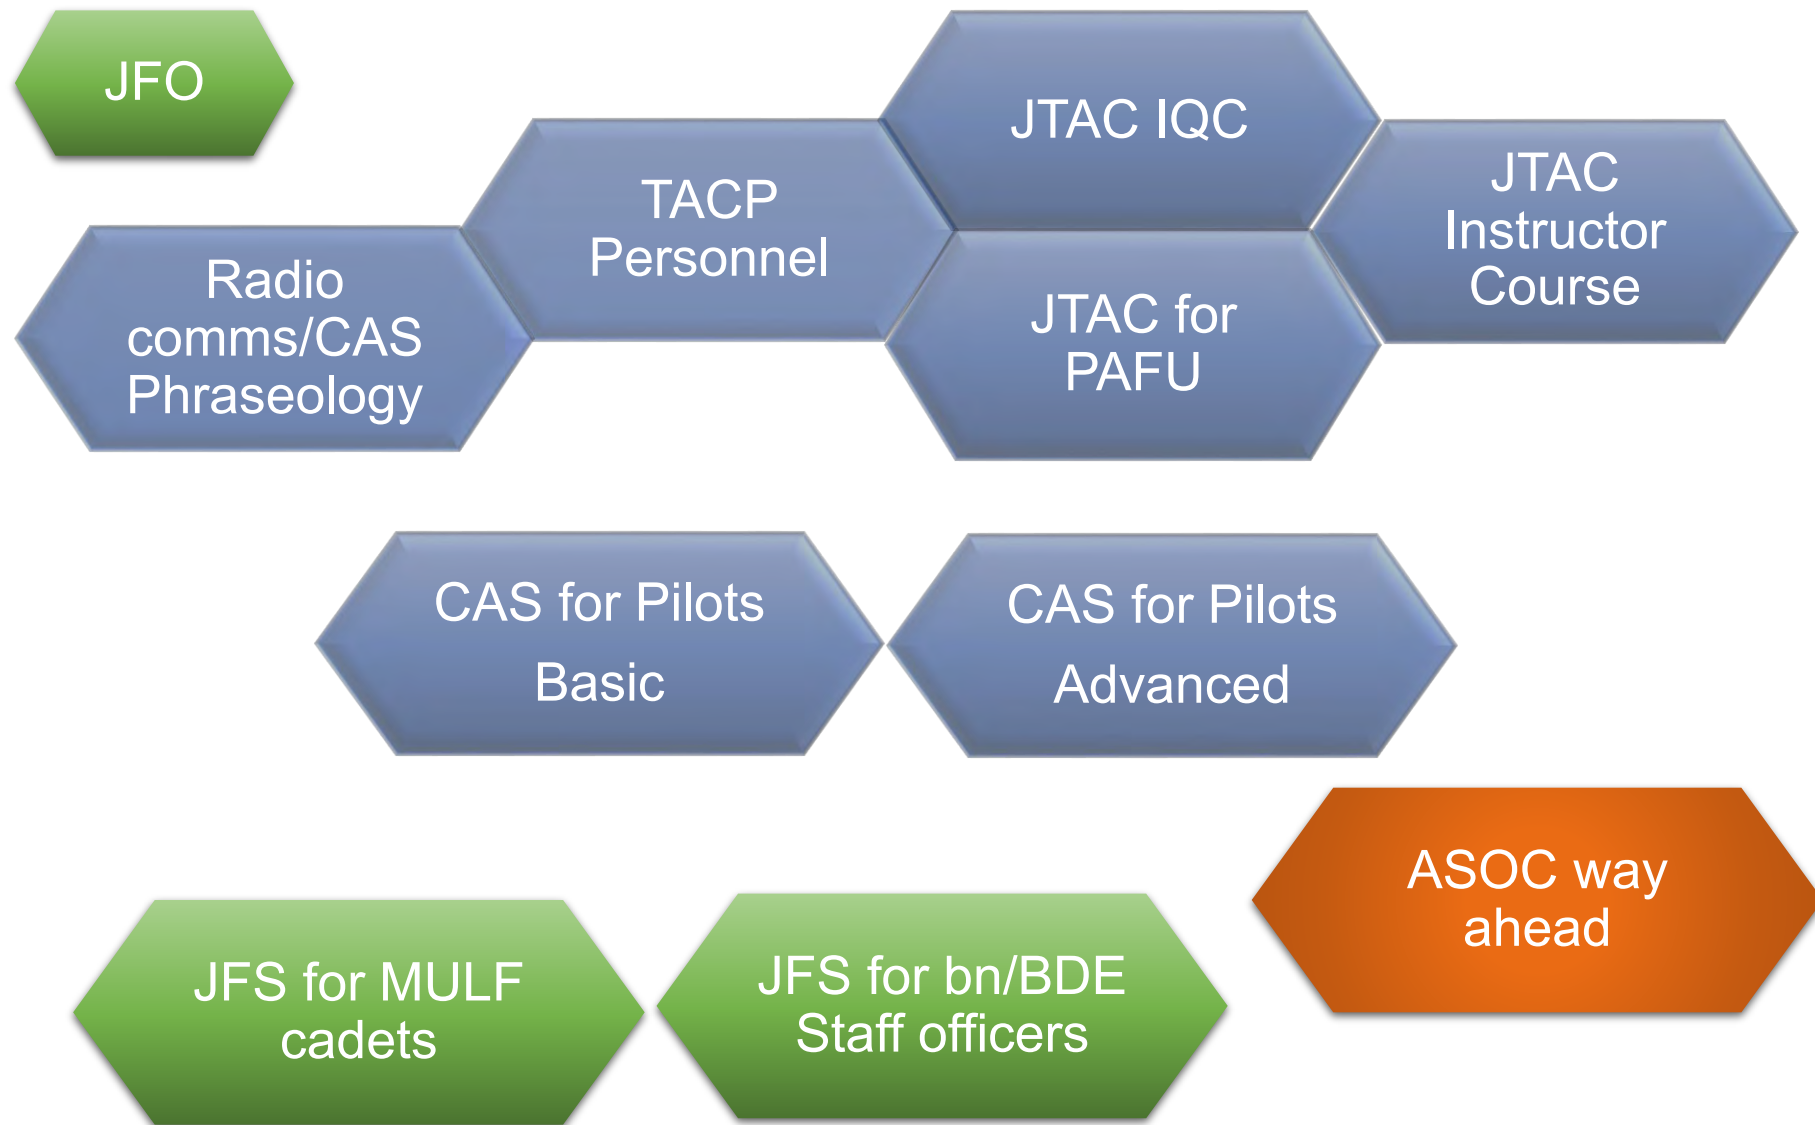 JFO
JTAC IQC
TACP
Personnel
JTAC
Instructor
Course
Radio
comms/CAS
Phraseology
JTAC for
PAFU
CAS for Pilots
Basic
CAS for Pilots
Advanced
ASOC way
ahead
JFS for MULF
cadets
JFS for bn/BDE
Staff officers